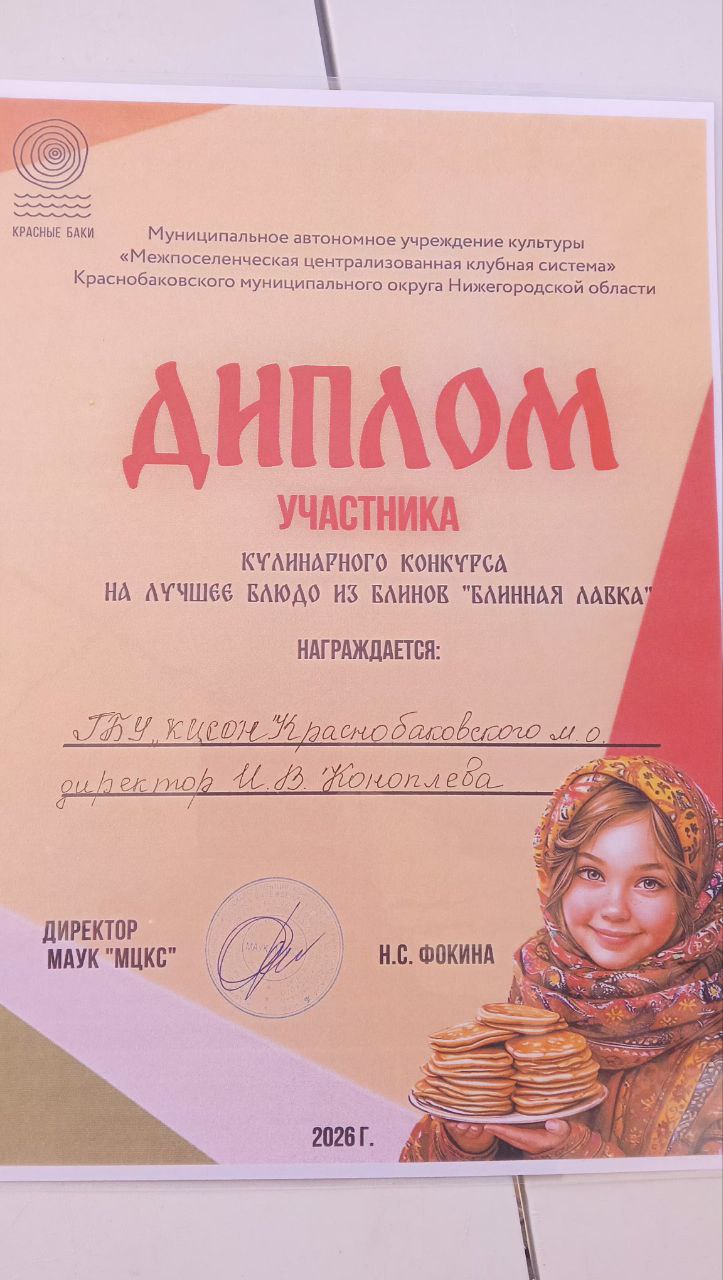 КРАСНЫЕ БАКИ
Муниципальное автономное учреждение культуры
«Межпоселенческая централизованная клубная система»
Краснобаковского муниципального округа Нижегородской области
ДИПЛОМ
УЧАСТНИКА
КУЛИНАРНОГО КОНКУРСА
НА ЛУЧШЕЕ БЛЮДО ИЗ БЛИНОВ "БЛИННАЯ ЛАВКА"
НАГРАЖДАЕТСЯ:
ГБУ „КЦСОН" Краснобаковского м.о.
директор И.В. Коноплева
ДИРЕКТОР
МАУК "МЦКС"
Н.С. ФОКИНА
2026 Г.